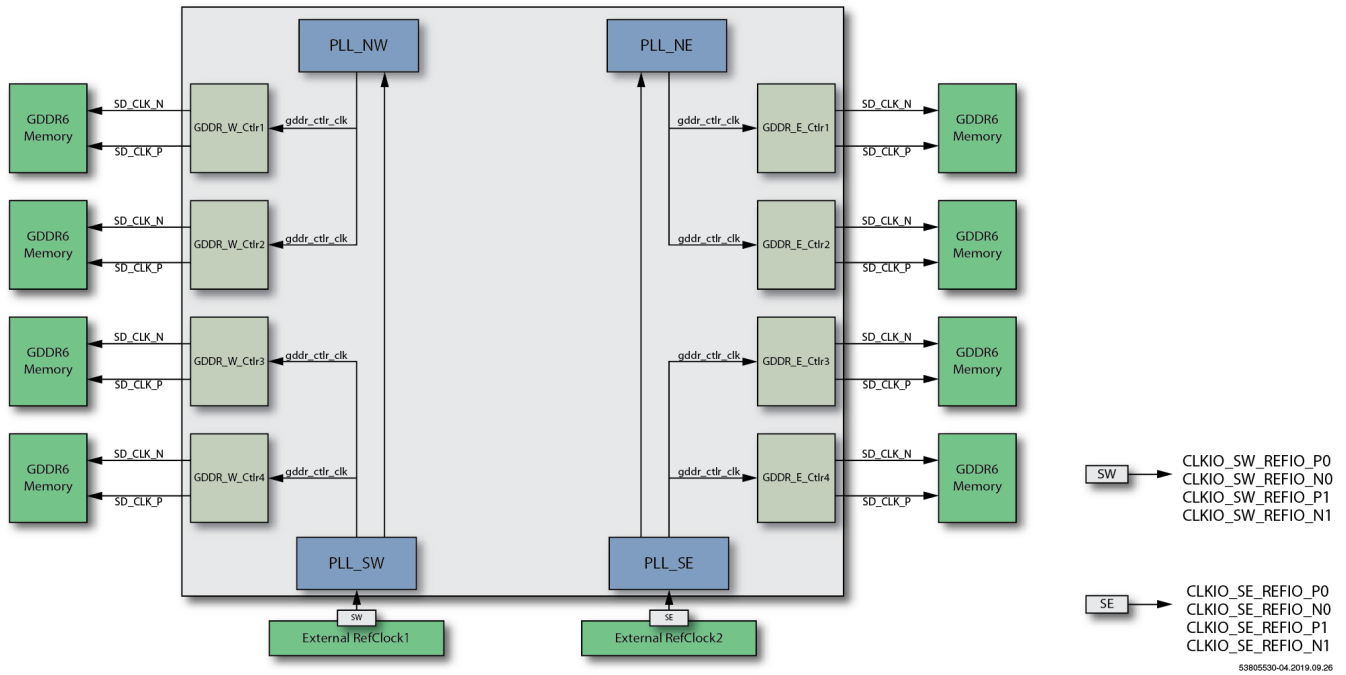 PLL_NW
PLL_NE
GDDR6
Memory
SD_CLK_N
SD_CLK_P
GDDR_W_Ctlr1
gddr_ctlr_clk
gddr_ctlr_clk
GDDR_E_Ctlr1
SD_CLK_N
SD_CLK_P
GDDR6
Memory
GDDR6
Memory
SD_CLK_N
SD_CLK_P
GDDR_W_Ctlr2
gddr_ctlr_clk
gddr_ctlr_clk
GDDR_E_Ctlr2
SD_CLK_N
SD_CLK_P
GDDR6
Memory
GDDR6
Memory
SD_CLK_N
SD_CLK_P
GDDR_W_Ctlr3
gddr_ctlr_clk
gddr_ctlr_clk
GDDR_E_Ctlr3
SD_CLK_N
SD_CLK_P
GDDR6
Memory
GDDR6
Memory
SD_CLK_N
SD_CLK_P
GDDR_W_Ctlr4
gddr_ctlr_clk
gddr_ctlr_clk
GDDR_E_Ctlr4
SD_CLK_N
SD_CLK_P
GDDR6
Memory
PLL_SW
PLL_SE
SW
External RefClock1
SE
External RefClock2
SW
CLKIO_SW_REFIO_P0
CLKIO_SW_REFIO_N0
CLKIO_SW_REFIO_P1
CLKIO_SW_REFIO_N1
SE
CLKIO_SE_REFIO_P0
CLKIO_SE_REFIO_N0
CLKIO_SE_REFIO_P1
CLKIO_SE_REFIO_N1
53805530-04.2019.09.26